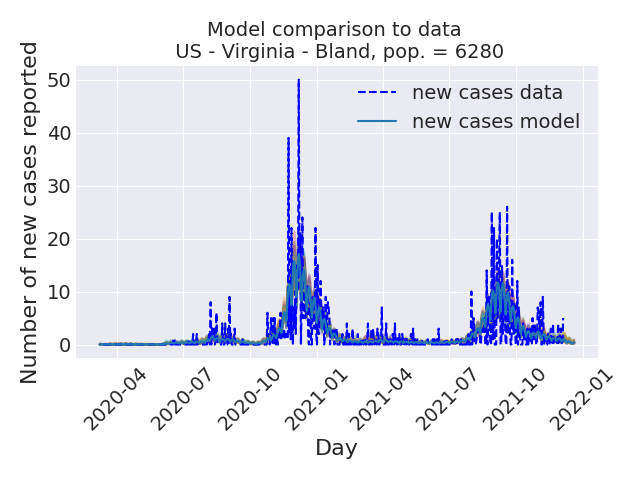 Model comparison to data
US - Virginia - Bland, pop. = 6280
Number of new cases reported
50
40
30
20
10
0
new cases data
new cases model
2020-04
2020-07
2020-10
2021-01
2021-04
2021-07
2021-10
2022-01
Day